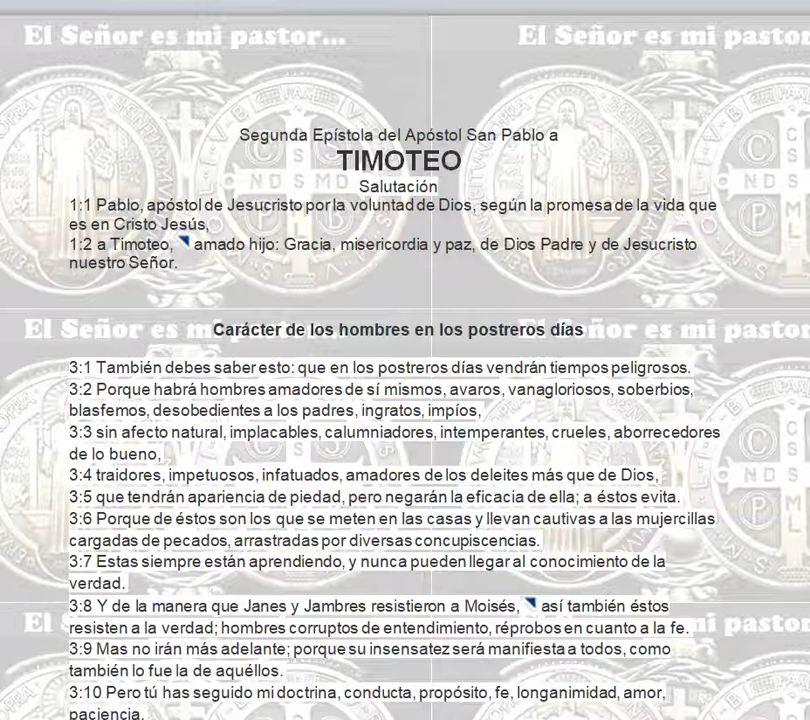 El Señor es mi pastor...
El Señor es mi pastor
Segunda Epístola del Apóstol San Pablo a
TIMOTEO
Salutación
1:1 Pablo, apóstol de Jesucristo por la voluntad de Dios, según la promesa de la vida que
es en Cristo Jesús,
1:2 a Timoteo, amado hijo: Gracia, misericordia y paz, de Dios Padre y de Jesucristo
nuestro Señor.
El Señor es mi
Carácter de los hombres en los postreros días
es mi pastor
3:1 También debes saber esto: que en los postreros días vendrán tiempos peligrosos.
3:2 Porque habrá hombres amadores de sí mismos, avaros, vanagloriosos, soberbios,
blasfemos, desobedientes a los padres, ingratos, impíos,
3:3 sin afecto natural, implacables, calumniadores, intemperantes, crueles, aborrecedores
de lo bueno,
3:4 traidores, impetuosos, infatuados, amadores de los deleites más que de Dios,
3:5 que tendrán apariencia de piedad, pero negarán la eficacia de ella; a éstos evita.
3:6 Porque de éstos son los que se meten en las casas y llevan cautivas a las mujercillas
cargadas de pecados, arrastradas por diversas concupiscencias.
3:7 Estas siempre están aprendiendo, y nunca pueden llegar al conocimiento de la
verdad.
3:8 Y de la manera que Janes y Jambres resistieron a Moisés, así también éstos
resisten a la verdad; hombres corruptos de entendimiento, réprobos en cuanto a la fe.
El
mi pastor
3:9 Mas no irán más adelante; porque su insensatez será manifiesta a todos, como
también lo fue la de aquéllos.
3:10 Pero tú has seguido mi doctrina, conducta, propósito, fe, longanimidad, amor,
paciencia,